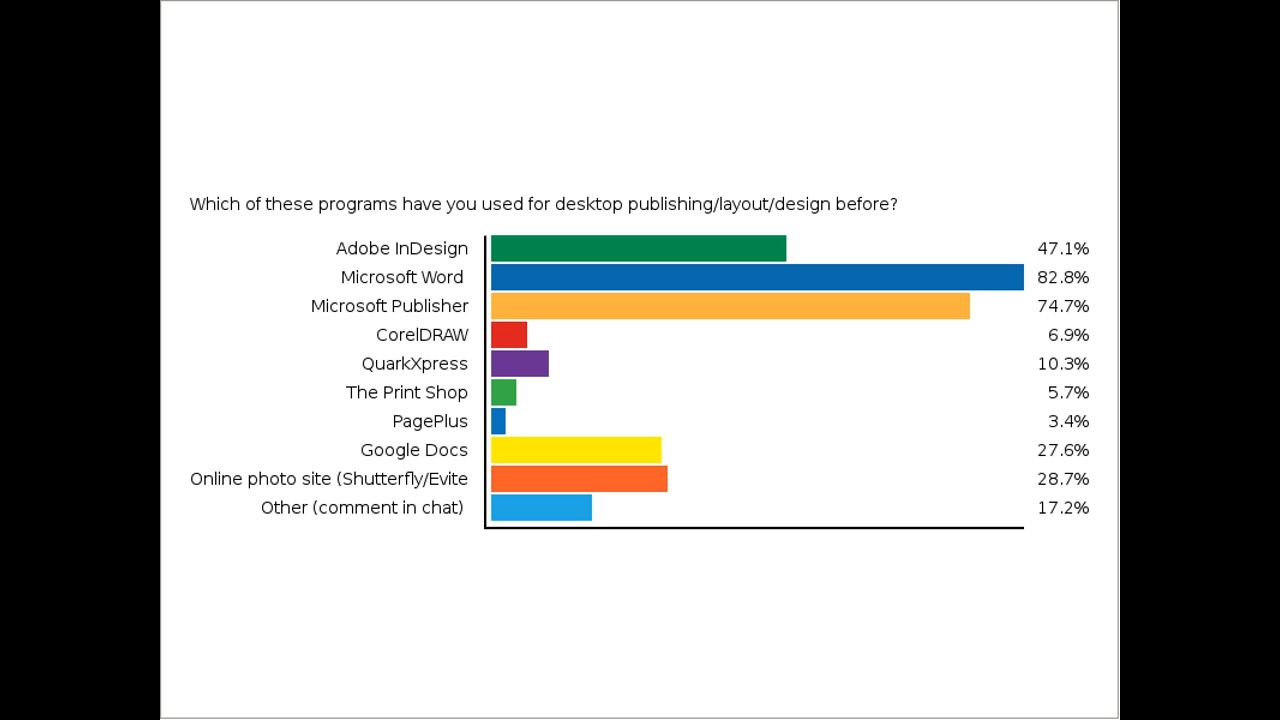 Which of these programs have you used for desktop publishing/layout/design before?
Adobe InDesign 47.1%
Microsoft Word 82.8%
Microsoft Publisher 74.7%
CorelDRAW 6.9%
QuarkXpress 10.3%
The Print Shop 5.7%
PagePlus 3.4%
Google Docs 27.6%
Online photo site (Shutterfly/Evite 28.7%
Other (comment in chat) 17.2%